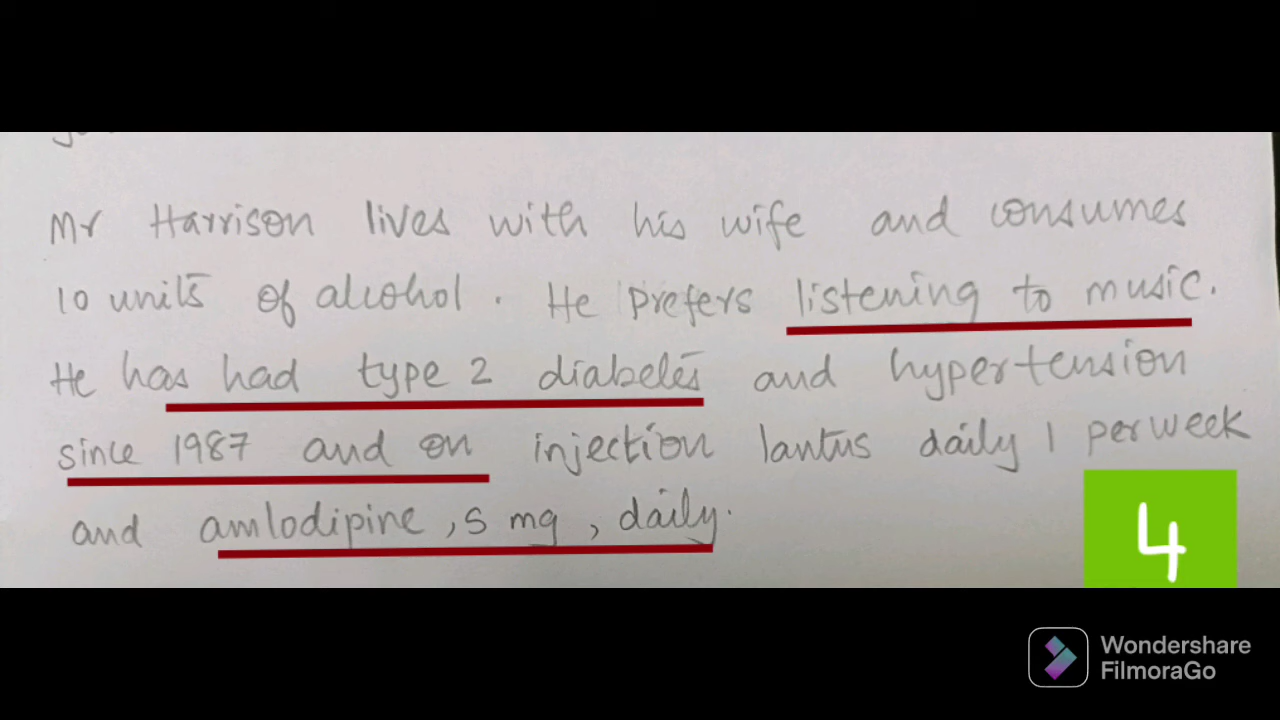 Mr Harrison lives with his wife and consumes
10 units of alcohol. He prefers listening to music.
He has had type 2 diabetes and hypertension
since 1987 and on injection lantus daily 1 per week
and amlodipine, 5 mg, daily.
4
Wondershare
FilmoraGo